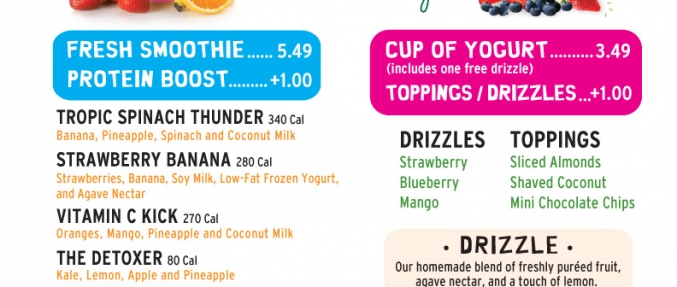 FRESH SMOOTHIE...... 5.49
PROTEIN BOOST.........+1.00
TROPIC SPINACH THUNDER 340 Cal
Banana, Pineapple, Spinach and Coconut Milk
STRAWBERRY BANANA 280 Cal
Strawberries, Banana, Soy Milk, Low-Fat Frozen Yogurt,
and Agave Nectar
VITAMIN C KICK 270 Cal
Oranges, Mango, Pineapple and Coconut Milk
THE DETOXER 80 Cal
Kale, Lemon, Apple and Pineapple
CUP OF YOGURT..........3.49
(includes one free drizzle)
TOPPINGS / DRIZZLES...+1.00
DRIZZLES
Strawberry
Blueberry
Mango
TOPPINGS
Sliced Almonds
Shaved Coconut
Mini Chocolate Chips
• DRIZZLE •
Our homemade blend of freshly puréed fruit,
agave nectar, and a touch of lemon.